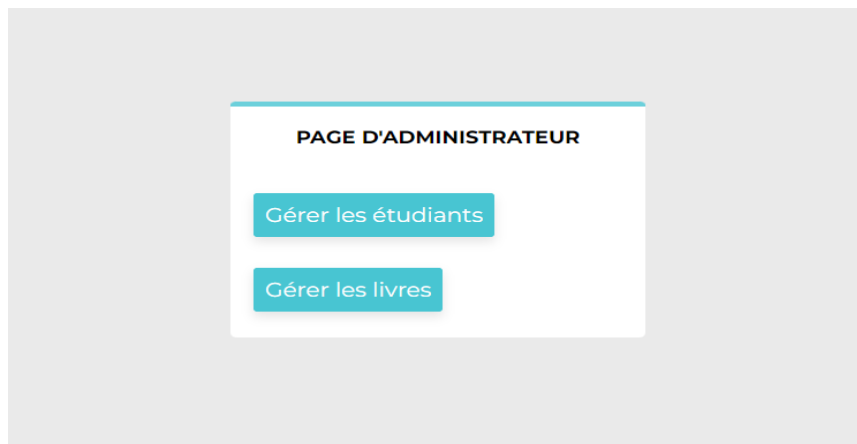 PAGE D'ADMINISTRATEUR
Gérer les étudiants
Gérer les livres